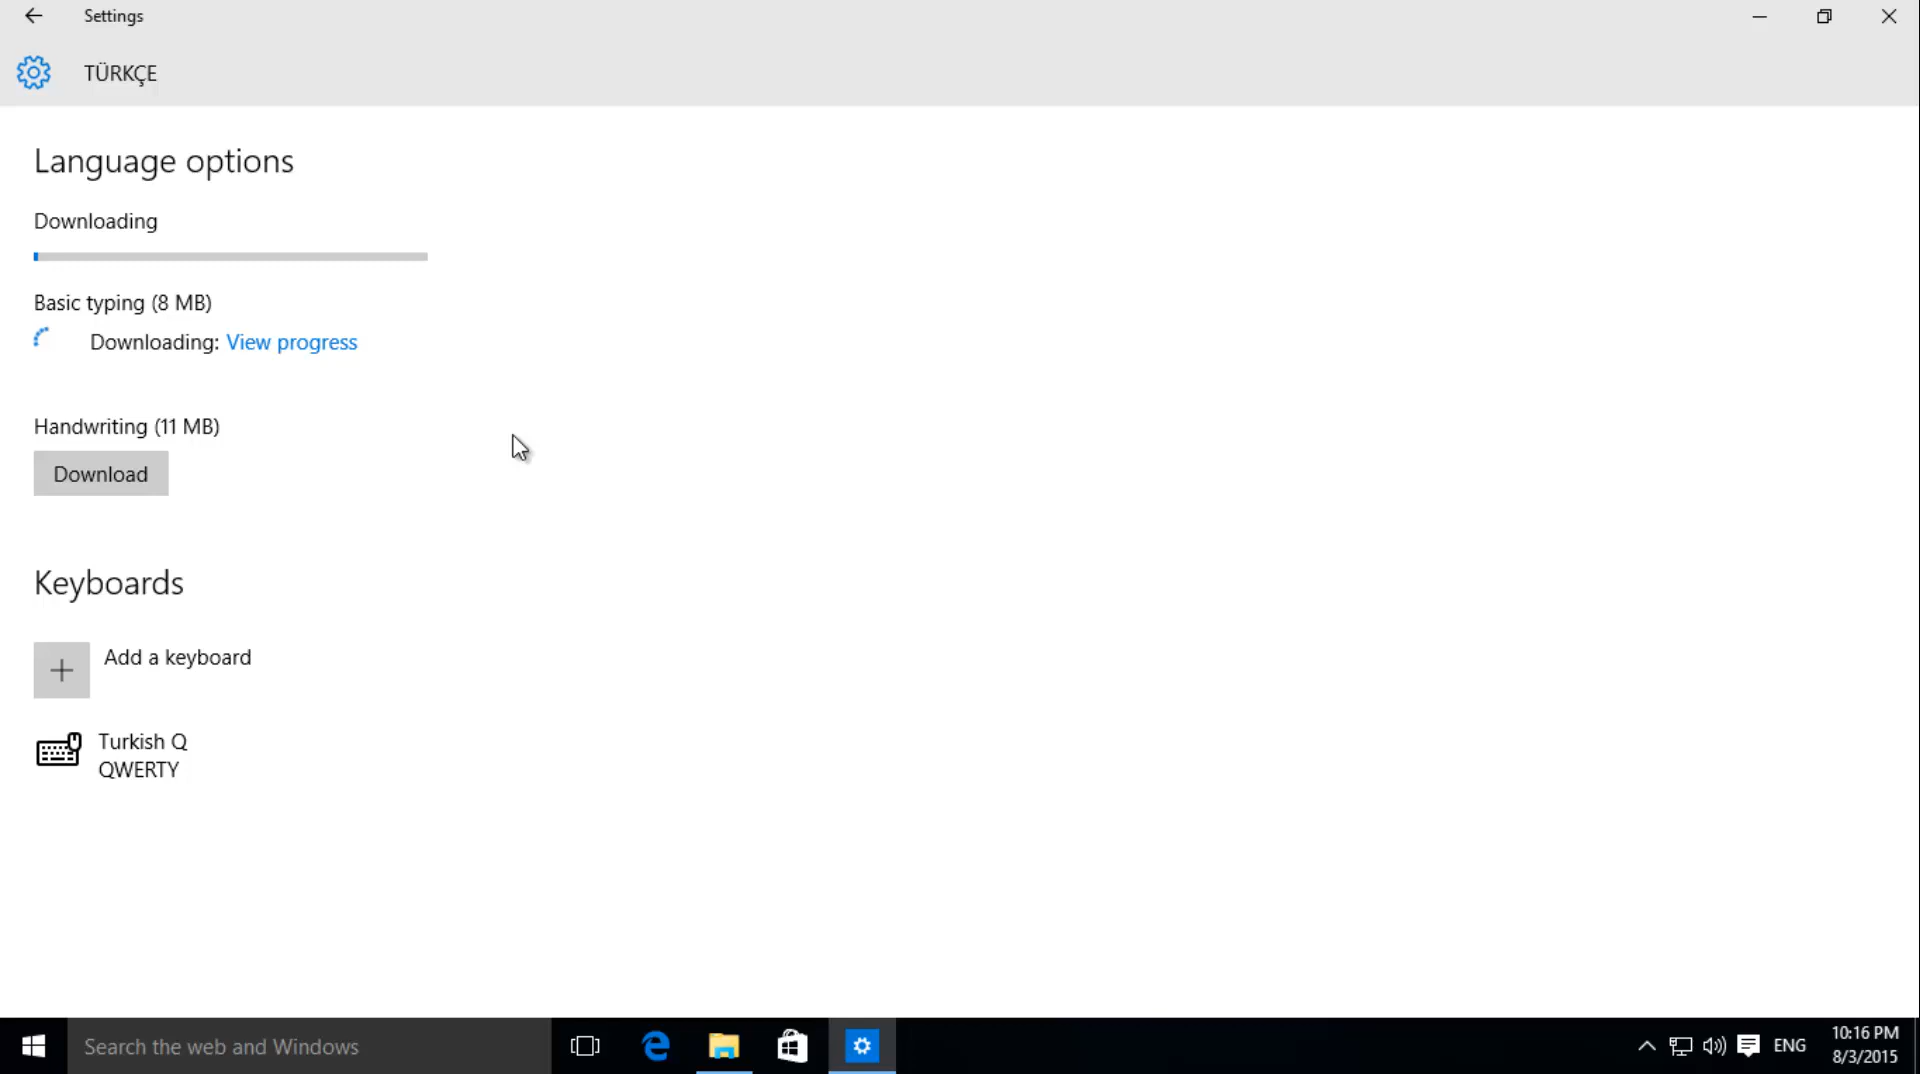 Settings
TÜRKÇE
Language options
Downloading
Basic typing (8 MB)
Downloading: View progress
Handwriting (11 MB)
Download
Keyboards
Add a keyboard
Turkish Q
QWERTY
Search the web and Windows
ENG
10:16 PM
8/3/2015